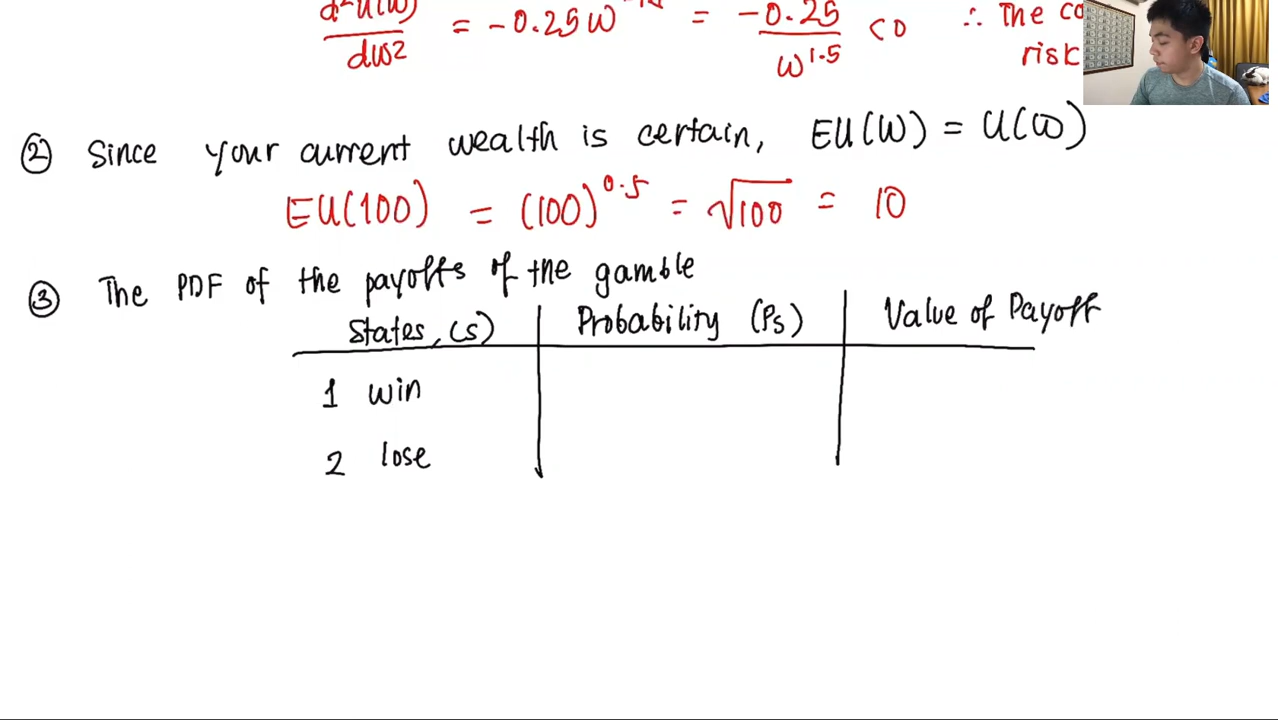 d²U(W)
dω² = -0.25ω = -0.25 / ω^1.5 < 0 ∴ The
risk
② Since your current wealth is certain, EU(W) = U(W)
EU(100) = (100)^0.5 = √100 = 10
③ The PDF of the payoffs of the gamble
States, (s) Probability (Ps) Value of Payoff
1 win
2 lose